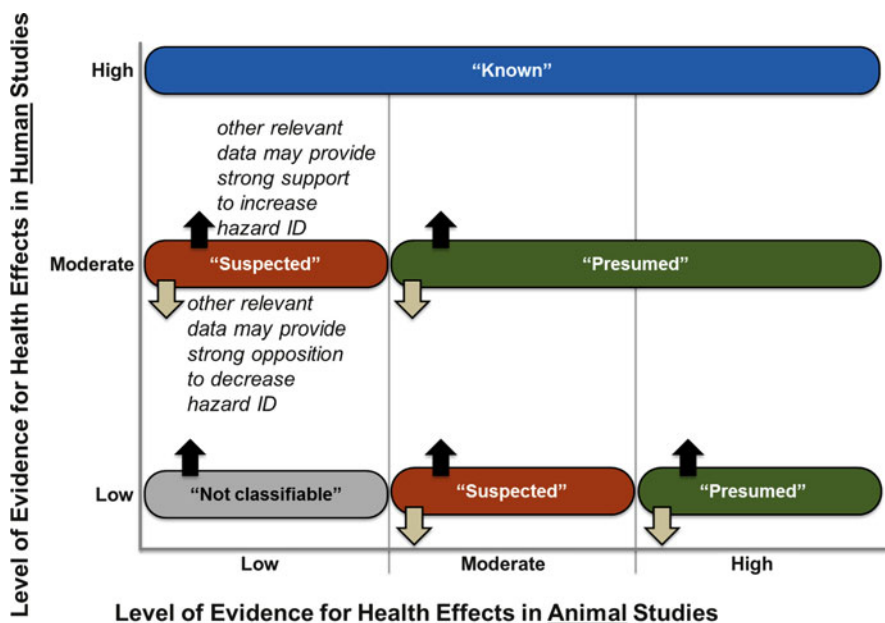 Level of Evidence for Health Effects in Human Studies
High
“Known”
other relevant
data may provide
strong support
to increase
hazard ID
Moderate
“Suspected”
“Presumed”
other relevant
data may provide
strong opposition
to decrease
hazard ID
Low
“Not classifiable”
“Suspected”
“Presumed”
Low
Moderate
High
Level of Evidence for Health Effects in Animal Studies